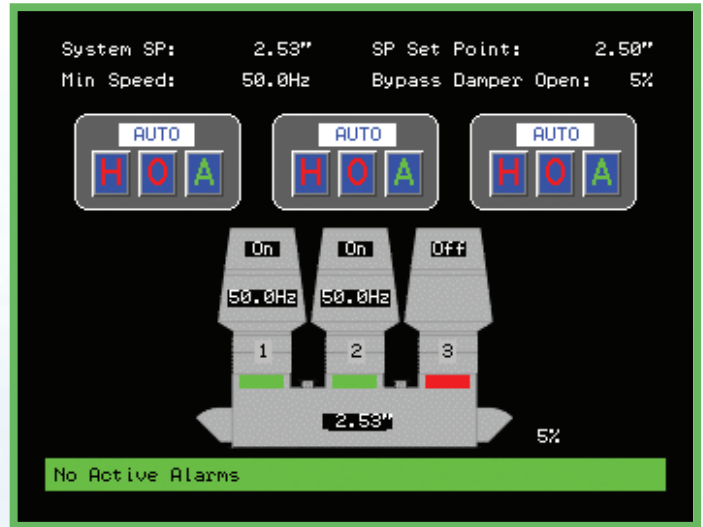 System SP: 2.53" SP Set Point: 2.50"
Min Speed: 50.0Hz Bypass Damper Open: 5%
AUTO AUTO AUTO
H O A H O A H O A
On On Off
50.0Hz 50.0Hz
1 2 3
2.53"
5%
No Active Alarms